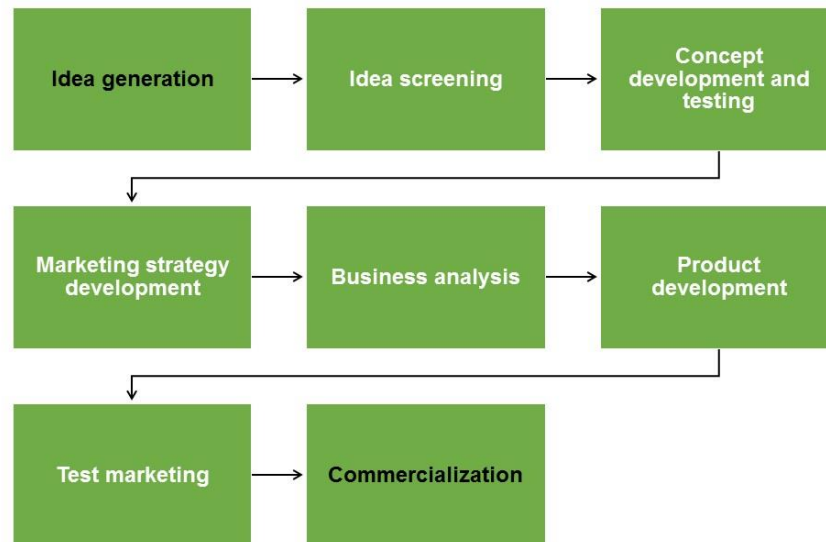 Idea generation
Idea screening
Concept
development and
testing
Marketing strategy
development
Business analysis
Product
development
Test marketing
Commercialization